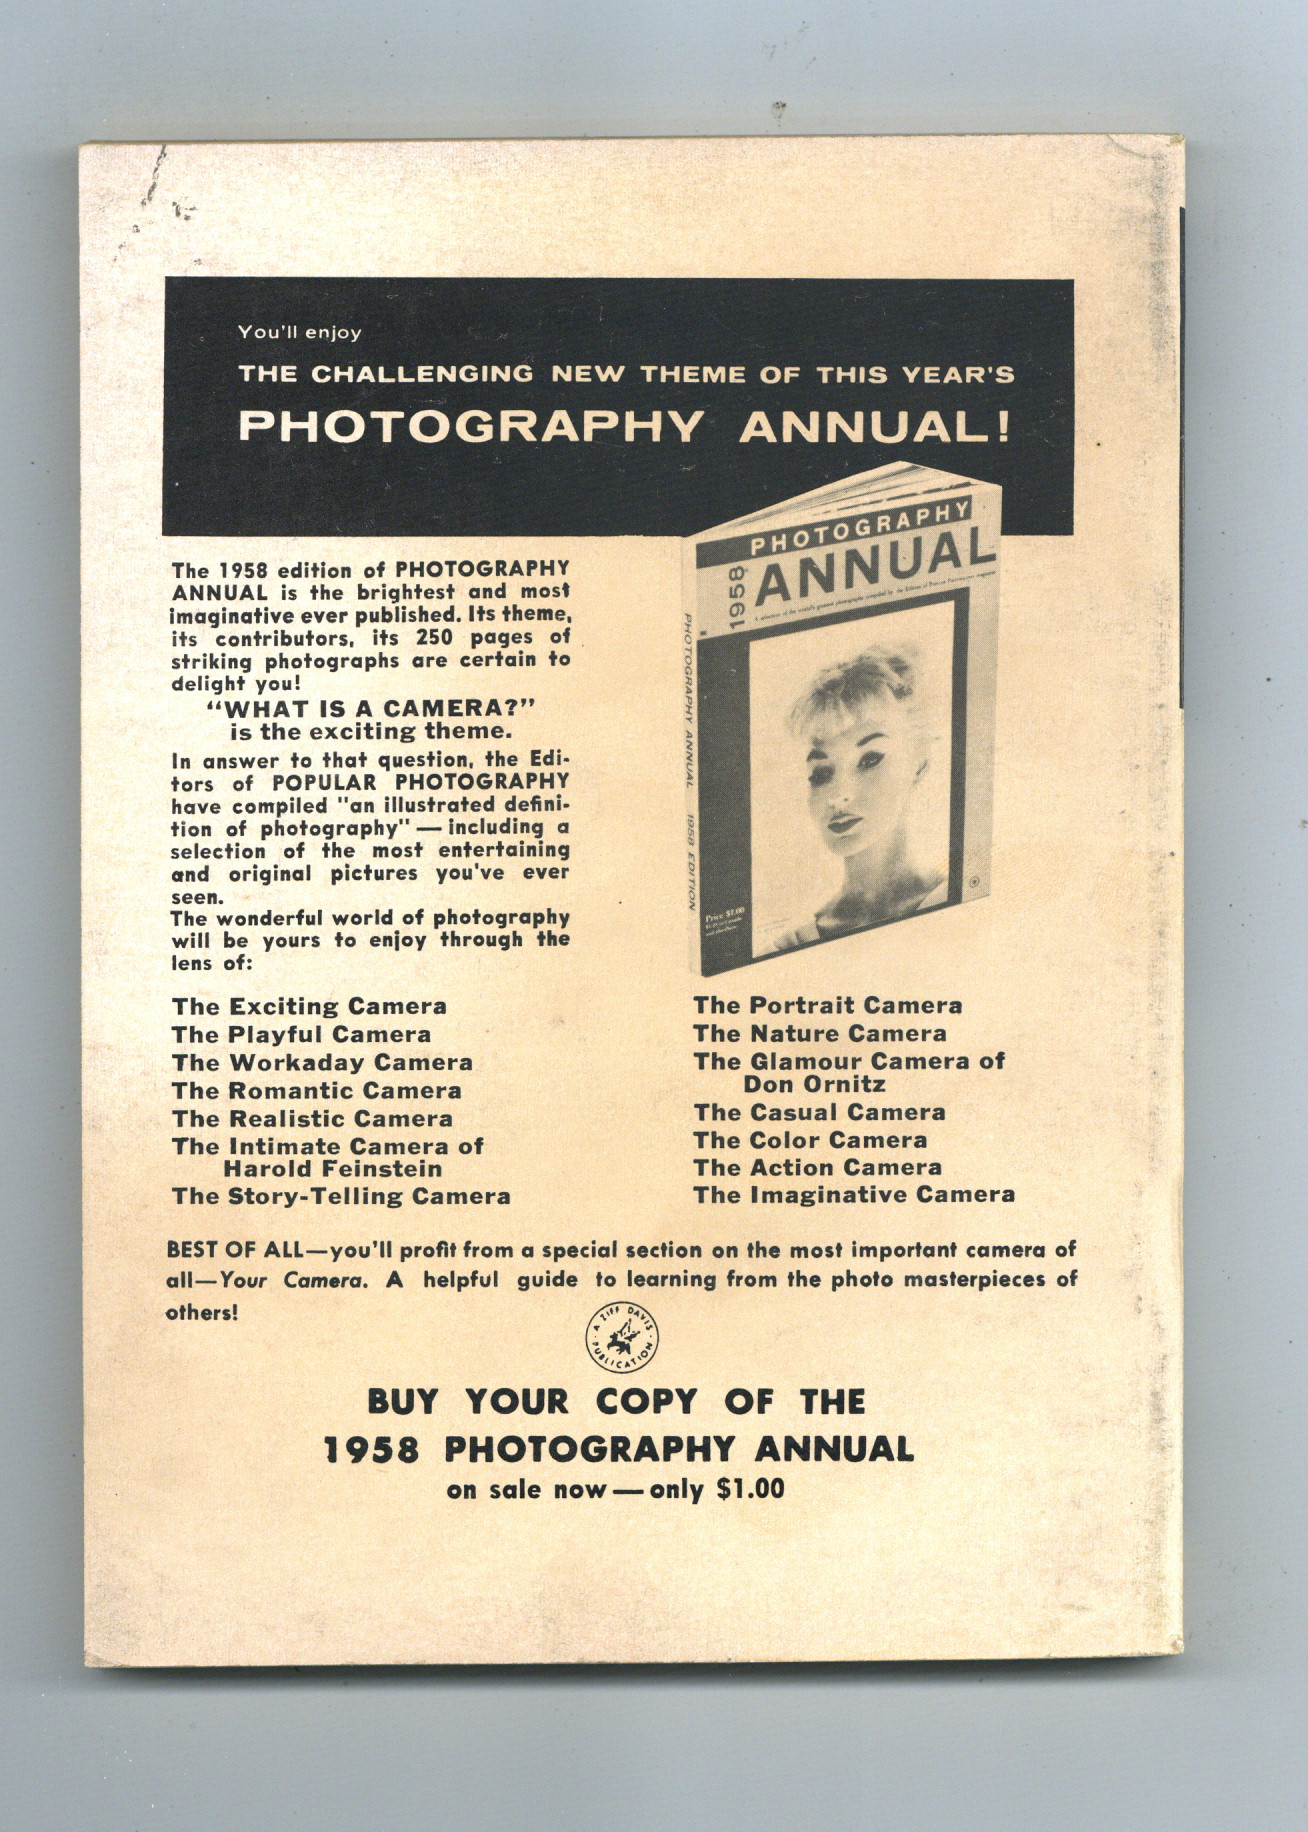 You'll enjoy
THE CHALLENGING NEW THEME OF THIS YEAR'S
PHOTOGRAPHY ANNUAL!
PHOTOGRAPHY
ANNUAL
1958
PHOTOGRAPHY ANNUAL 1958 EDITION
Price $1.00
The 1958 edition of PHOTOGRAPHY
ANNUAL is the brightest and most
imaginative ever published. Its theme,
its contributors, its 250 pages of
striking photographs are certain to
delight you!
“WHAT IS A CAMERA?”
is the exciting theme.
In answer to that question, the Edi-
tors of POPULAR PHOTOGRAPHY
have compiled "an illustrated defini-
tion of photography" — including a
selection of the most entertaining
and original pictures you've ever
seen.
The wonderful world of photography
will be yours to enjoy through the
lens of:
The Exciting Camera
The Playful Camera
The Workaday Camera
The Romantic Camera
The Realistic Camera
The Intimate Camera of
Harold Feinstein
The Story-Telling Camera
The Portrait Camera
The Nature Camera
The Glamour Camera of
Don Ornitz
The Casual Camera
The Color Camera
The Action Camera
The Imaginative Camera
BEST OF ALL—you'll profit from a special section on the most important camera of
all—Your Camera. A helpful guide to learning from the photo masterpieces of
others!
A ZIFF DAVIS PUBLICATION
BUY YOUR COPY OF THE
1958 PHOTOGRAPHY ANNUAL
on sale now — only $1.00